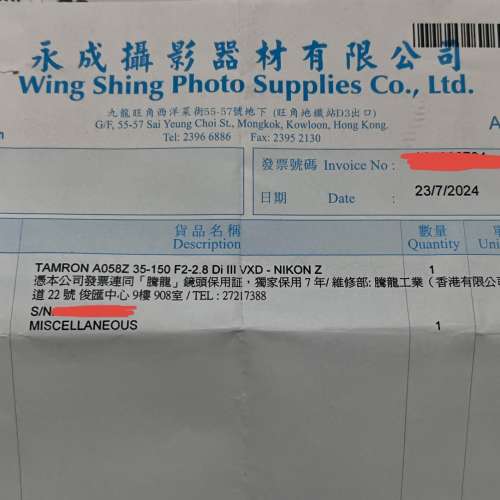 永成攝影器材有限公司
Wing Shing Photo Supplies Co., Ltd.
九龍旺角西洋菜街55-57號地下 (旺角地鐵站D3出口)
G/F, 55-57 Sai Yeung Choi St., Mongkok, Kowloon, Hong Kong.
Tel: 2396 6886 Fax: 2395 2130
發票號碼 Invoice No :
日期 Date : 23/7/2024
貨品名稱 數量
Description Quantity
TAMRON A058Z 35-150 F2-2.8 Di III VXD - NIKON Z 1
憑本公司發票連同「騰龍」鏡頭保用証，獨家保用 7 年/ 維修部: 騰龍工業（香港有限公司
道 22 號 俊匯中心 9樓 908室 / TEL : 27217388
S/N
MISCELLANEOUS 1